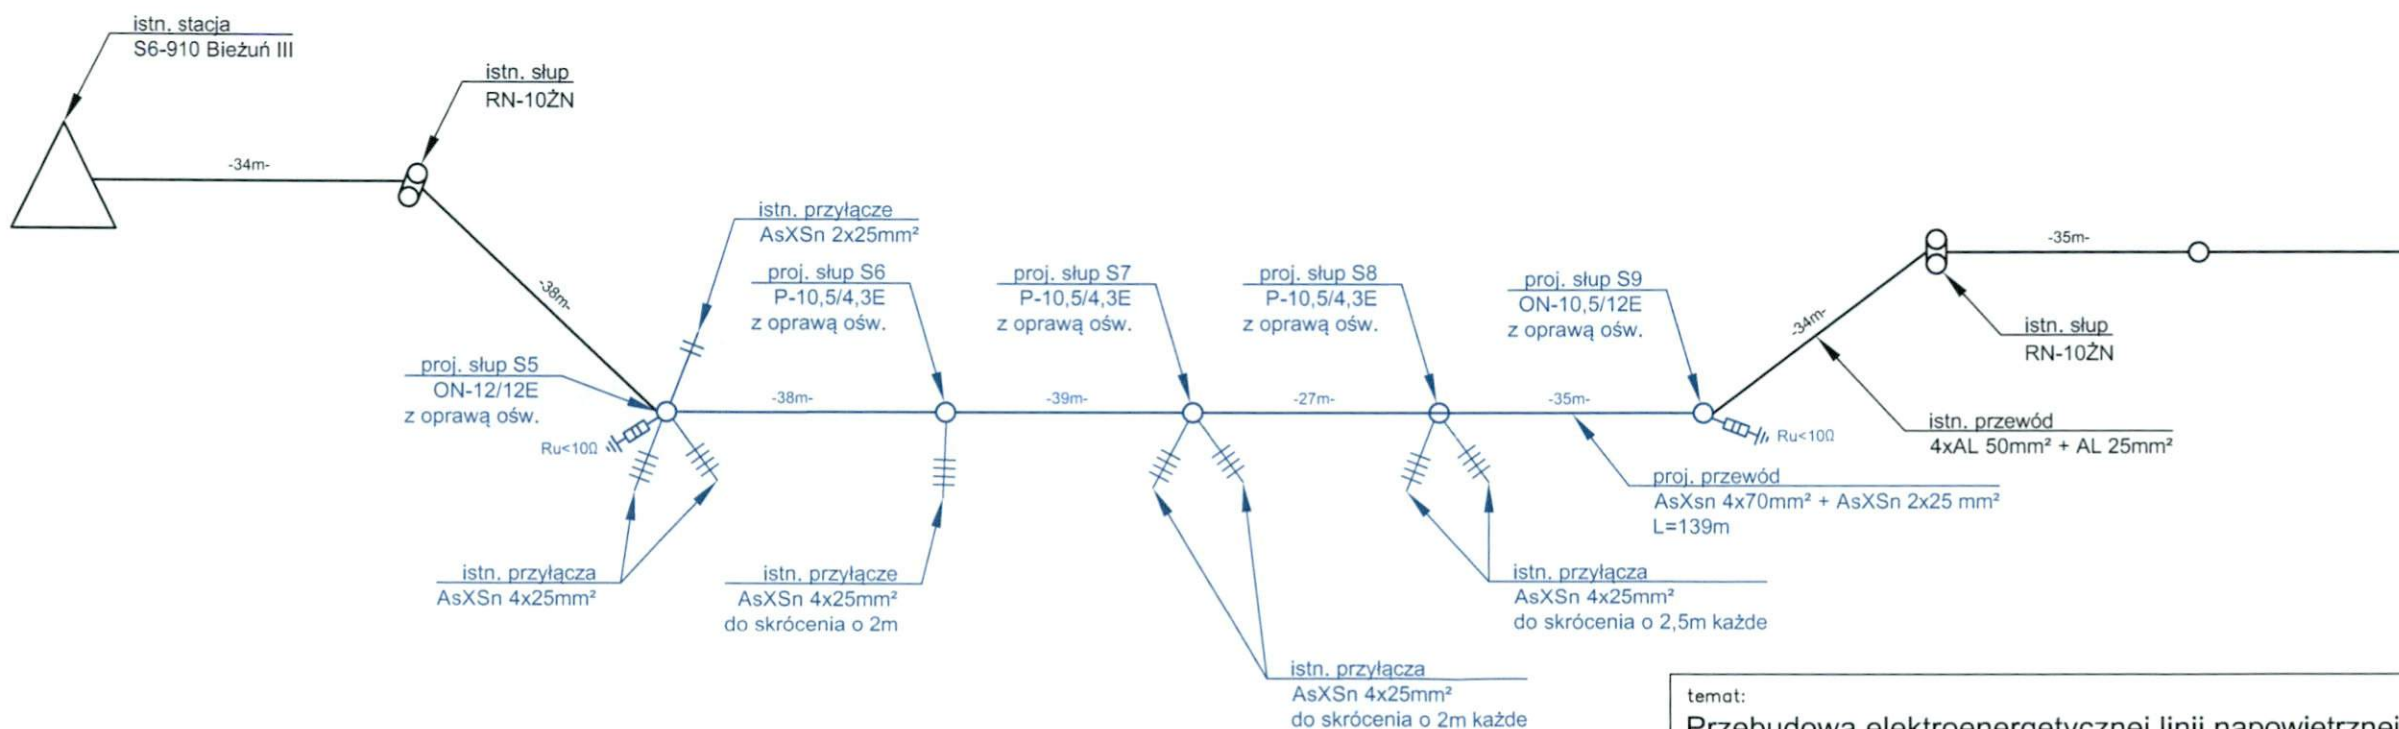 istn. stacja
S6-910 Bieżuń III
istn. słup
RN-10ŻN
-34m-
-38m-
istn. przyłącze
AsXSn 2x25mm²
proj. słup S5
ON-12/12E
z oprawą ośw.
Ru<10Ω
proj. słup S6
P-10,5/4,3E
z oprawą ośw.
proj. słup S7
P-10,5/4,3E
z oprawą ośw.
proj. słup S8
P-10,5/4,3E
z oprawą ośw.
proj. słup S9
ON-10,5/12E
z oprawą ośw.
-38m-
-39m-
-27m-
-35m-
Ru<10Ω
-34m-
-35m-
istn. słup
RN-10ŻN
istn. przewód
4xAL 50mm² + AL 25mm²
proj. przewód
AsXsn 4x70mm² + AsXSn 2x25 mm²
L=139m
istn. przyłącza
AsXSn 4x25mm²
istn. przyłącze
AsXSn 4x25mm²
do skrócenia o 2m
istn. przyłącza
AsXSn 4x25mm²
do skrócenia o 2m każde
istn. przyłącza
AsXSn 4x25mm²
do skrócenia o 2,5m każde
temat:
Przebudowa elektroenergetycznej linii napowietrznej